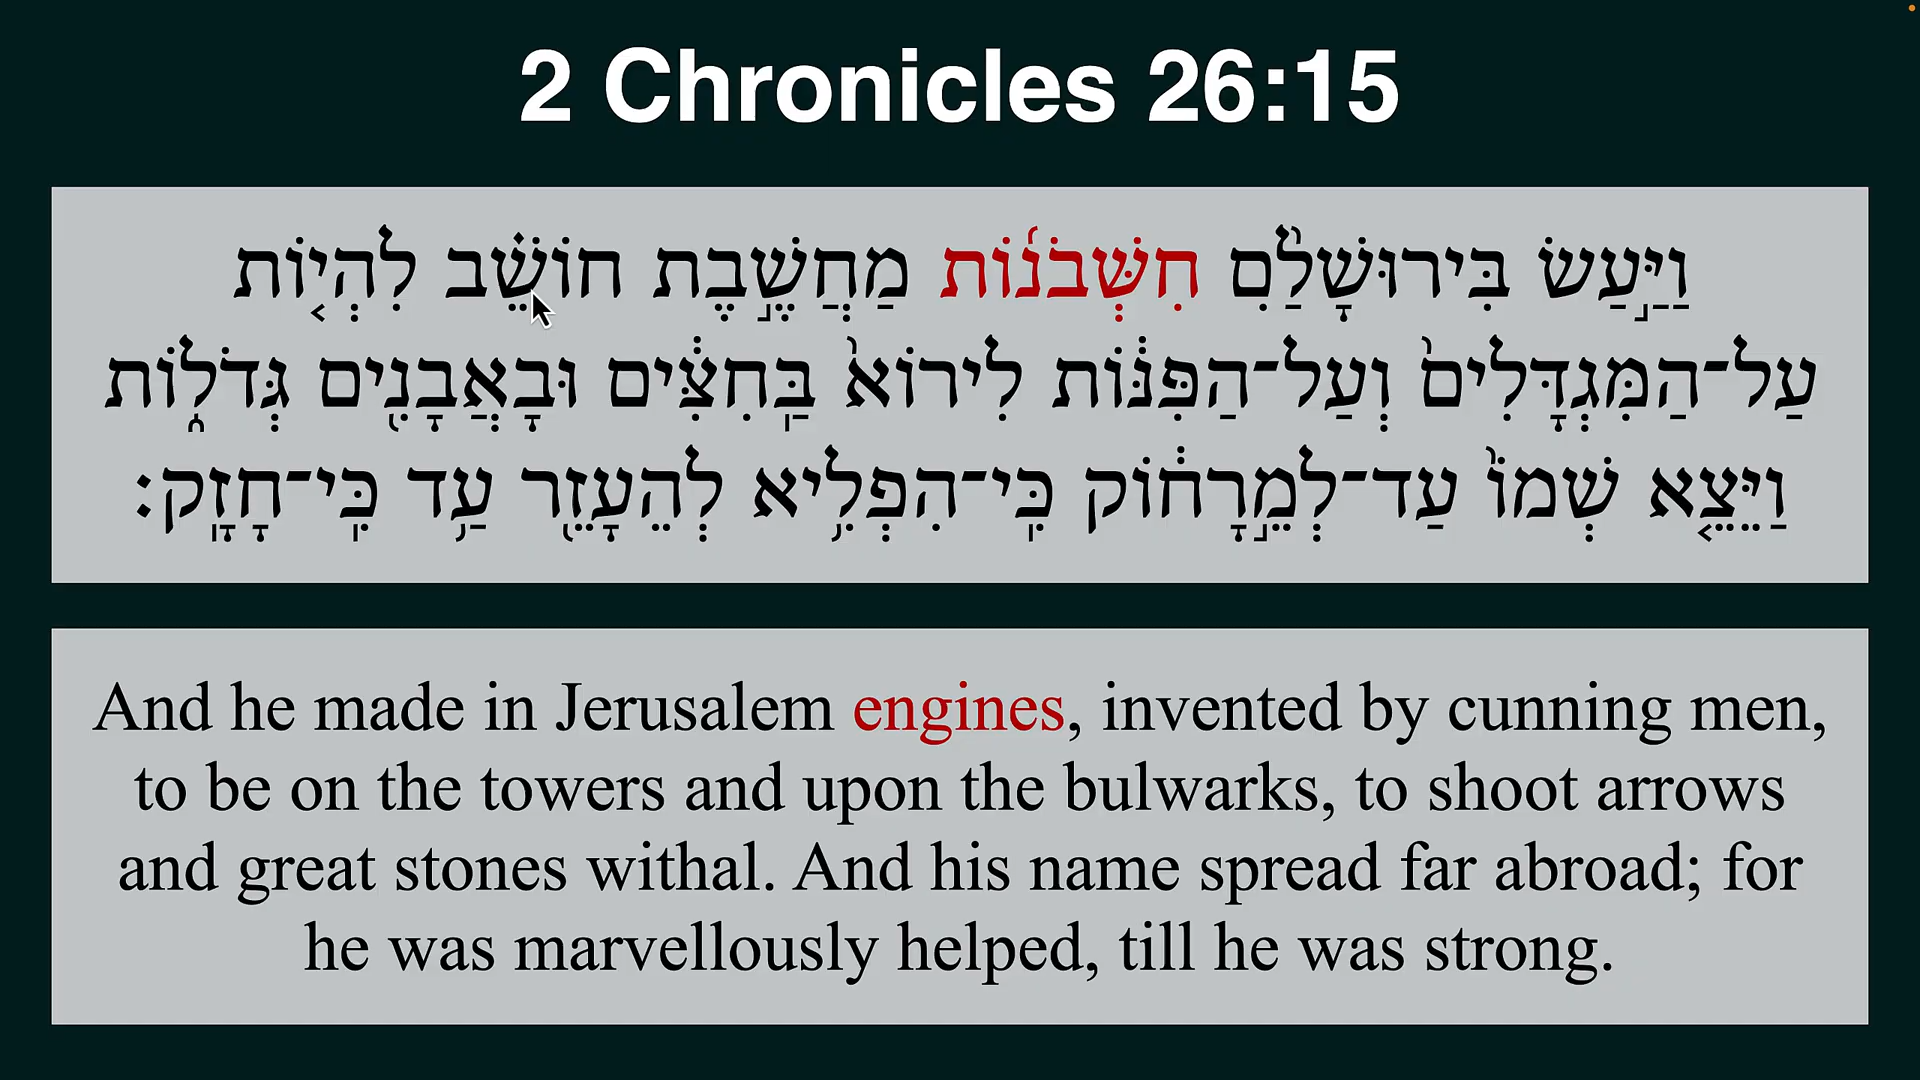 2 Chronicles 26:15
וַיַּ֣עַשׂ בִּירוּשָׁלִַ֗ם חִשְּׁבֹנ֜וֹת מַחֲשֶׁ֣בֶת חוֹשֵׁ֗ב לִהְי֤וֹת
עַל־הַמִּגְדָּלִים֙ וְעַל־הַפִּנּ֔וֹת לִירוֹא֙ בַּֽחִצִּ֔ים וּבָאֲבָנִ֖ים גְּדֹל֑וֹת
וַיֵּצֵ֤א שְׁמוֹ֙ עַד־לְמֵ֣רָח֔וֹק כִּֽי־הִפְלִ֥יא לְהֵעָזֵ֖ר עַ֥ד כִּֽי־חָזָֽק׃
And he made in Jerusalem engines, invented by cunning men,
to be on the towers and upon the bulwarks, to shoot arrows
and great stones withal. And his name spread far abroad; for
he was marvellously helped, till he was strong.